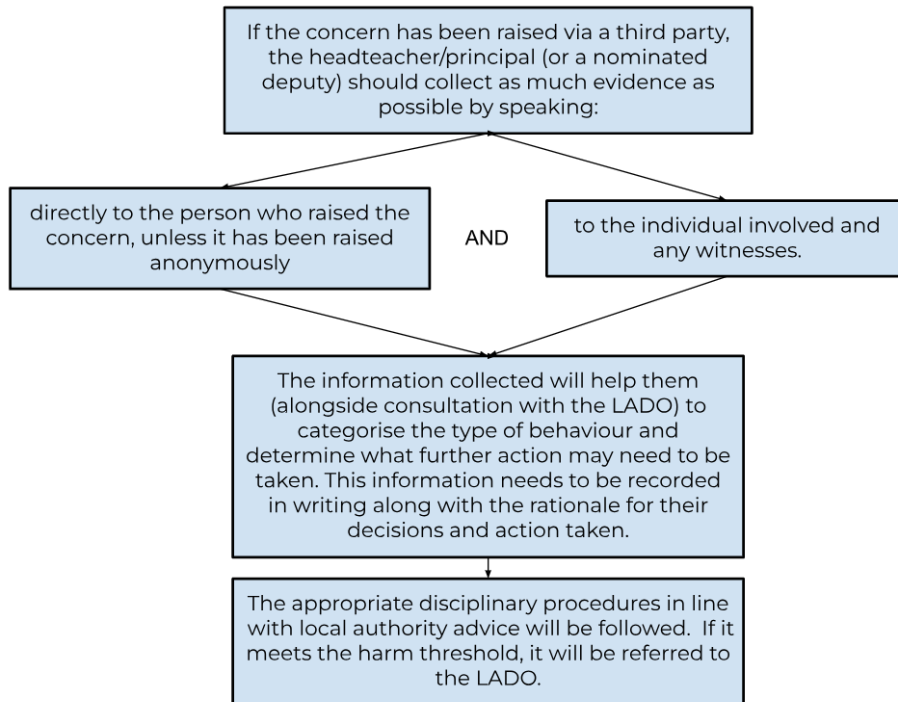 If the concern has been raised via a third party,
the headteacher/principal (or a nominated
deputy) should collect as much evidence as
possible by speaking:
directly to the person who raised the
concern, unless it has been raised
anonymously
AND
to the individual involved and
any witnesses.
The information collected will help them
(alongside consultation with the LADO) to
categorise the type of behaviour and
determine what further action may need to be
taken. This information needs to be recorded
in writing along with the rationale for their
decisions and action taken.
The appropriate disciplinary procedures in line
with local authority advice will be followed.  If it
meets the harm threshold, it will be referred to
the LADO.